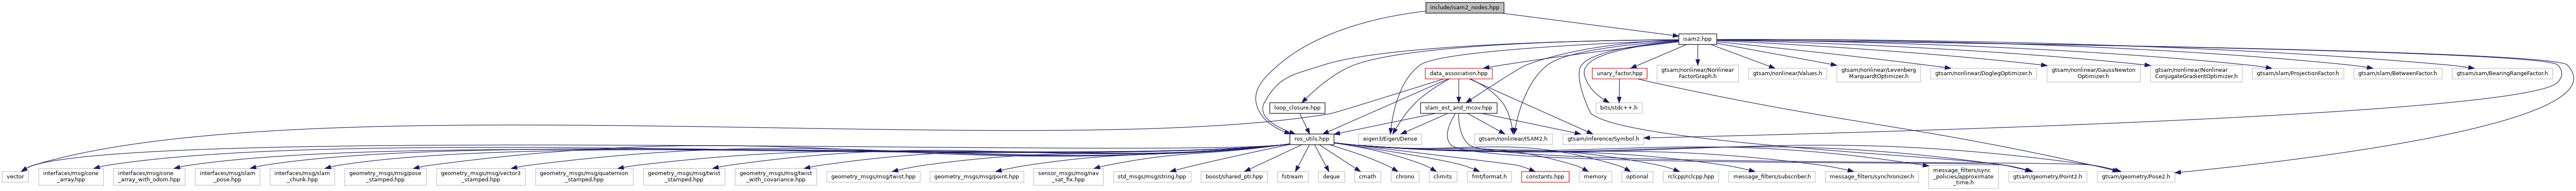 include/isam2_nodes.hpp
isam2.hpp
data_association.hpp
unary_factor.hpp
gtsam/nonlinear/Nonlinear
FactorGraph.h
gtsam/nonlinear/Values.h
gtsam/nonlinear/Levenberg
MarquardtOptimizer.h
gtsam/nonlinear/DoglegOptimizer.h
gtsam/nonlinear/GaussNewton
Optimizer.h
gtsam/nonlinear/Nonlinear
ConjugateGradientOptimizer.h
gtsam/slam/ProjectionFactor.h
gtsam/slam/BetweenFactor.h
gtsam/sam/BearingRangeFactor.h
loop_closure.hpp
slam_est_and_mcov.hpp
bits/stdc++.h
ros_utils.hpp
eigen3/Eigen/Dense
gtsam/nonlinear/ISAM2.h
gtsam/inference/Symbol.h
vector
interfaces/msg/cone
_array.hpp
interfaces/msg/cone
_array_with_odom.hpp
interfaces/msg/slam
_pose.hpp
interfaces/msg/slam
_chunk.hpp
geometry_msgs/msg/pose
_stamped.hpp
geometry_msgs/msg/vector3
_stamped.hpp
geometry_msgs/msg/quaternion
_stamped.hpp
geometry_msgs/msg/twist
_stamped.hpp
geometry_msgs/msg/twist
_with_covariance.hpp
geometry_msgs/msg/twist.hpp
geometry_msgs/msg/point.hpp
sensor_msgs/msg/nav
_sat_fix.hpp
std_msgs/msg/string.hpp
boost/shared_ptr.hpp
fstream
deque
cmath
chrono
climits
fmt/format.h
constants.hpp
memory
optional
rclcpp/rclcpp.hpp
message_filters/subscriber.h
message_filters/synchronizer.h
message_filters/sync
_policies/approximate
_time.h
gtsam/geometry/Point2.h
gtsam/geometry/Pose2.h